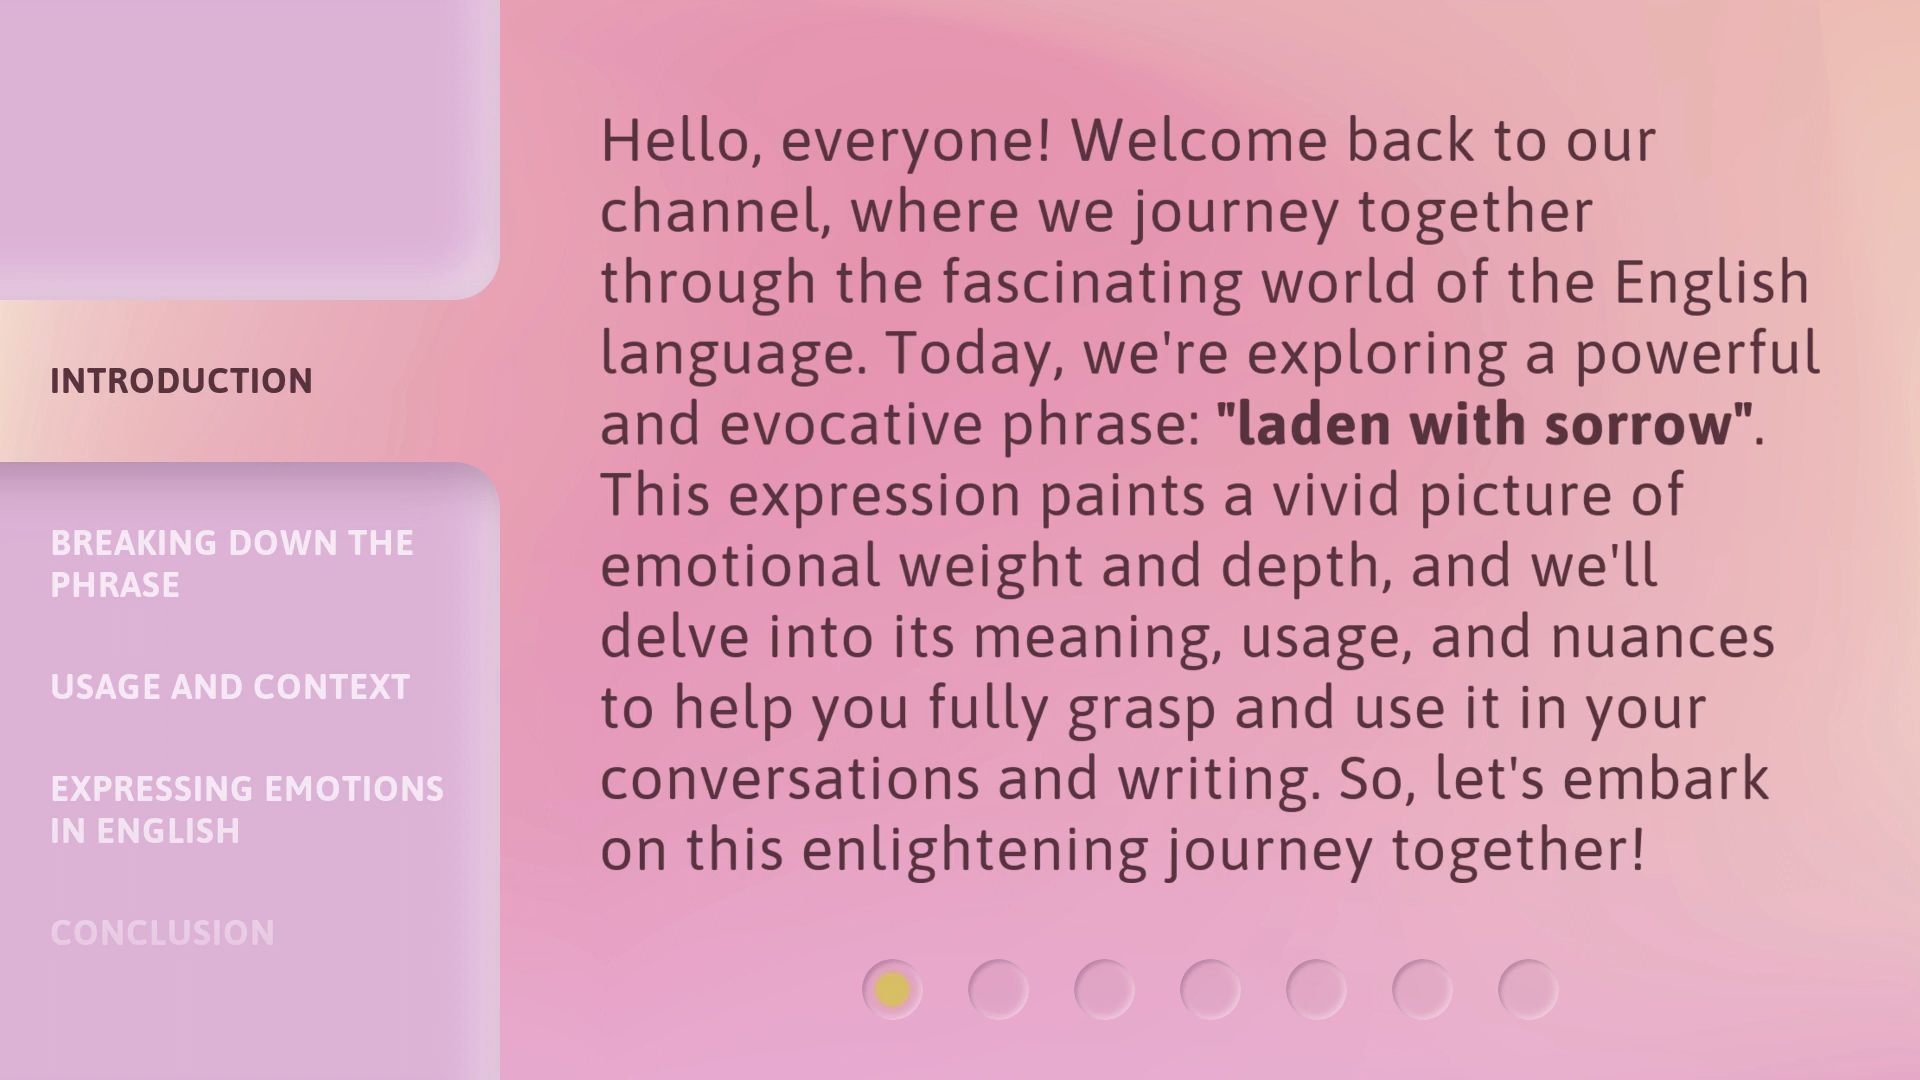 INTRODUCTION
BREAKING DOWN THE
PHRASE
USAGE AND CONTEXT
EXPRESSING EMOTIONS
IN ENGLISH
CONCLUSION
Hello, everyone! Welcome back to our
channel, where we journey together
through the fascinating world of the English
language. Today, we're exploring a powerful
and evocative phrase: "laden with sorrow".
This expression paints a vivid picture of
emotional weight and depth, and we'll
delve into its meaning, usage, and nuances
to help you fully grasp and use it in your
conversations and writing. So, let's embark
on this enlightening journey together!